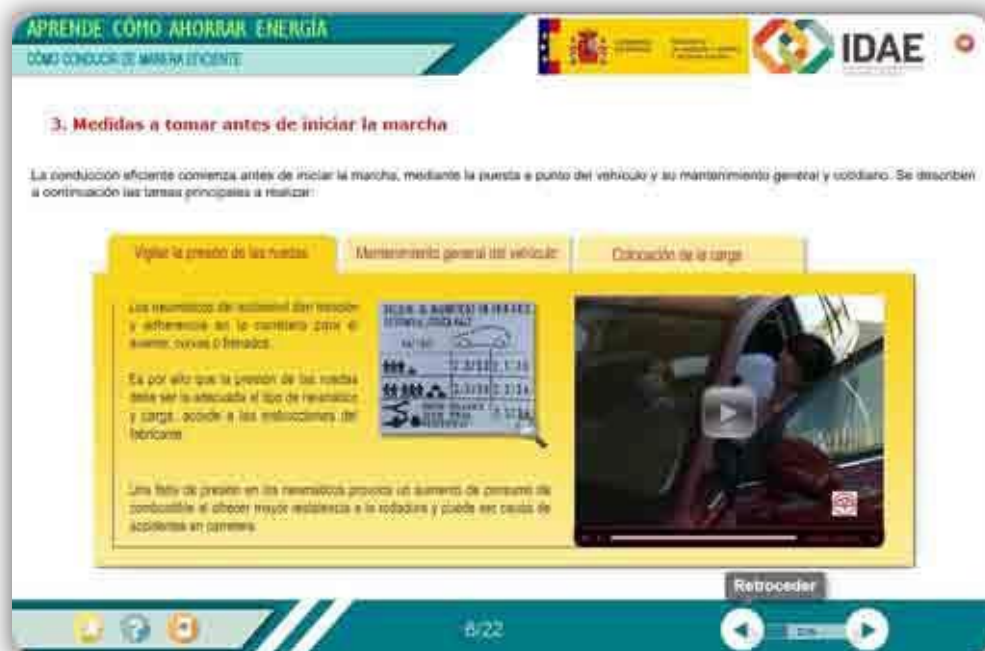 APRENDE CÓMO AHORRAR ENERGÍA
CÓMO CONDUCIR DE MANERA EFICIENTE
IDAE
3. Medidas a tomar antes de iniciar la marcha
La conducción eficiente comienza antes de iniciar la marcha, mediante la puesta a punto del vehículo y su mantenimiento general y cotidiano. Se describen
a continuación las tareas principales a realizar:
Vigilar la presión de las ruedas
Mantenimiento general del vehículo
Colocación de la carga
Los neumáticos del automóvil dan tracción
y adherencia en la carretera para el
avance, curvas o frenados.
Es por ello que la presión de las ruedas
debe ser la adecuada al tipo de neumático
y carga, acorde a las instrucciones del
fabricante.
Una falta de presión en los neumáticos provoca un aumento de consumo de
combustible al ofrecer mayor resistencia a la rodadura y puede ser causa de
accidentes en carretera.
Retroceder
6/22